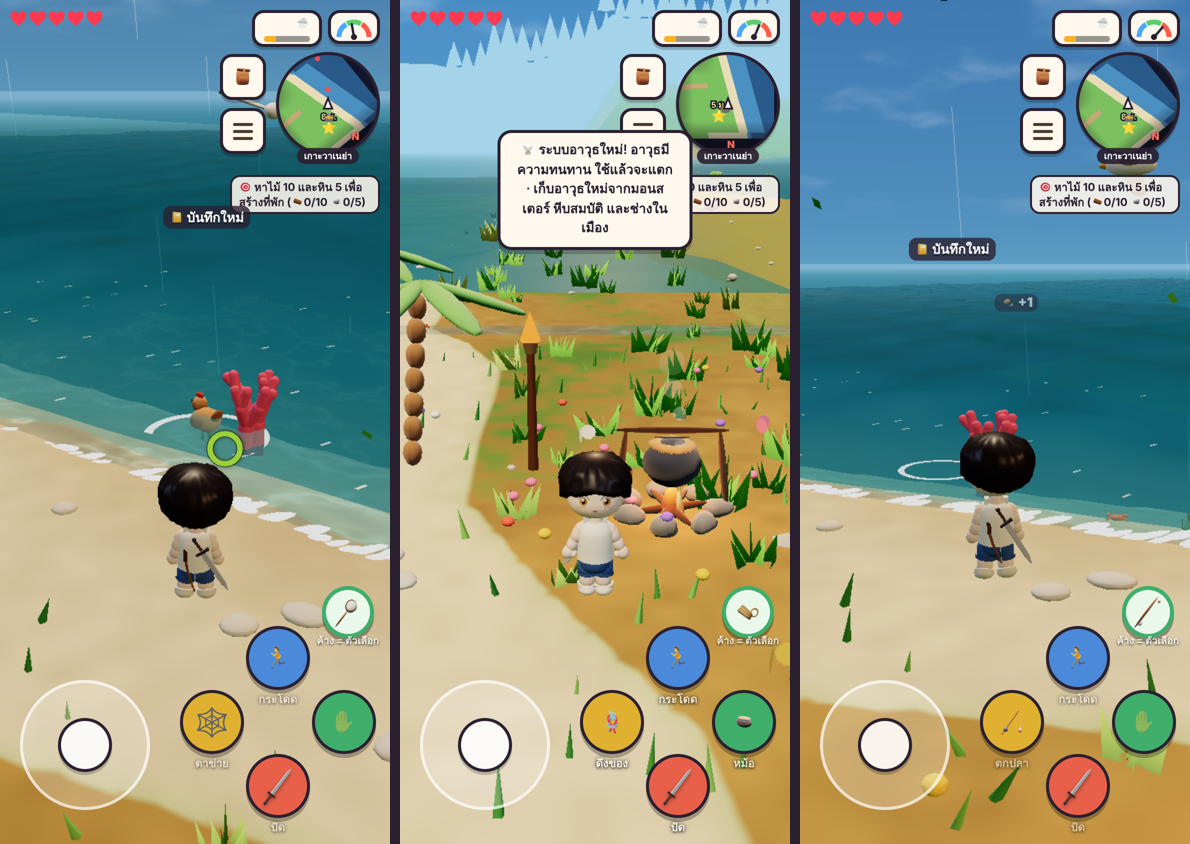 N
เกาะวาเนย่า
หาไม้ 10 และหิน 5 เพื่อ
สร้างที่พัก ( 0/10 0/5)
บันทึกใหม่
ค้าง = ตัวเลือก
กระโดด
ตาข่าย
ปัด
N
เกาะวาเนย่า
ระบบอาวุธใหม่! อาวุธมี
ความทนทาน ใช้แล้วจะแตก
· เก็บอาวุธใหม่จากมอนส
เตอร์ หีบสมบัติ และช่างใน
เมือง
ละหิน 5 เพื่อ
0/10 0/5)
ค้าง = ตัวเลือก
กระโดด
ดึงของ
หม้อ
ปัด
N
เกาะวาเนย่า
หาไม้ 10 และหิน 5 เพื่อ
สร้างที่พัก ( 0/10 0/5)
บันทึกใหม่
+1
ค้าง = ตัวเลือก
กระโดด
ตกปลา
ปัด